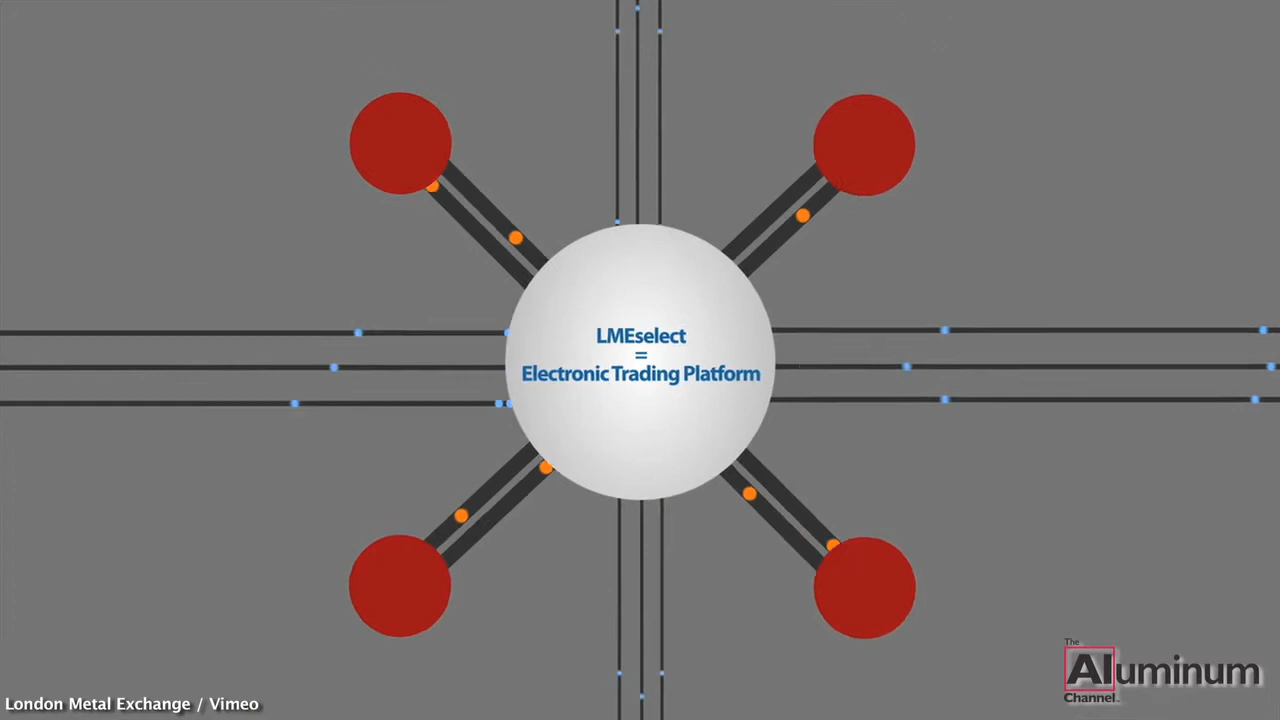 LMEselect
=
Electronic Trading Platform
The
Aluminum
Channel
London Metal Exchange / Vimeo